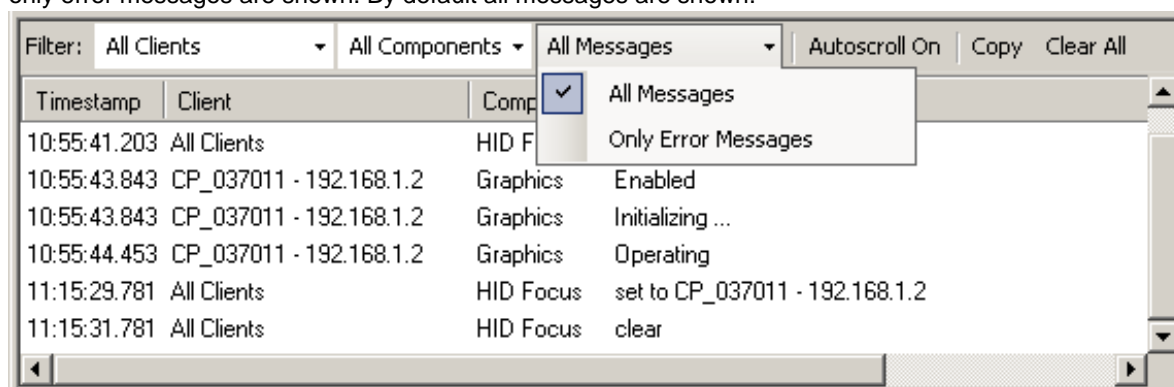 only error messages are shown. By default all messages are shown.
Filter: All Clients All Components All Messages Autoscroll On Copy Clear All
Timestamp Client Comp All Messages
10:55:41.203 All Clients HID F Only Error Messages
10:55:43.843 CP_037011 - 192.168.1.2 Graphics Enabled
10:55:43.843 CP_037011 - 192.168.1.2 Graphics Initializing ...
10:55:44.453 CP_037011 - 192.168.1.2 Graphics Operating
11:15:29.781 All Clients HID Focus set to CP_037011 - 192.168.1.2
11:15:31.781 All Clients HID Focus clear